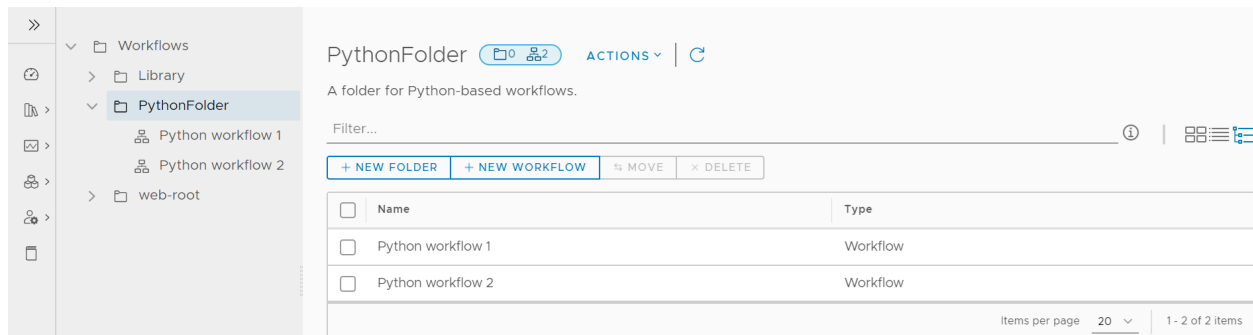 Workflows
Library
PythonFolder
Python workflow 1
Python workflow 2
web-root
PythonFolder 0 2 ACTIONS
A folder for Python-based workflows.
Filter...
+ NEW FOLDER + NEW WORKFLOW MOVE × DELETE
Name Type
Python workflow 1 Workflow
Python workflow 2 Workflow
Items per page 20 1 - 2 of 2 items